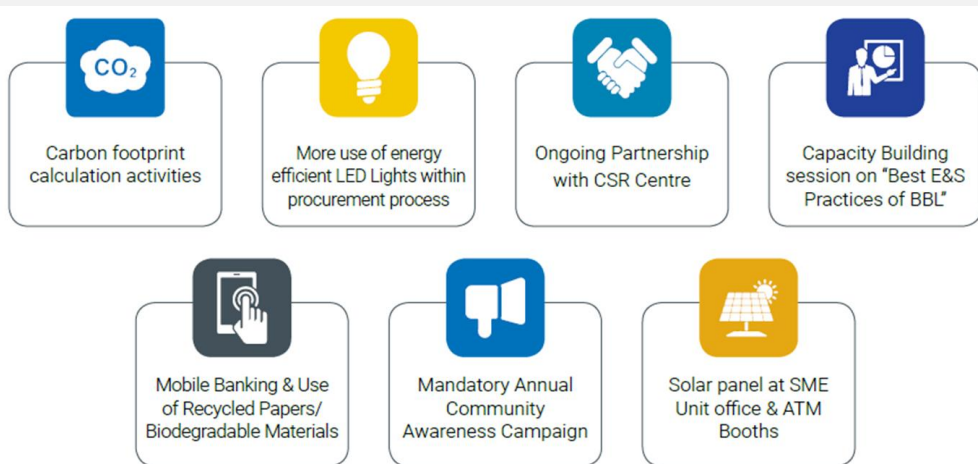 CO₂
Carbon footprint
calculation activities
More use of energy
efficient LED Lights within
procurement process
Ongoing Partnership
with CSR Centre
Capacity Building
session on “Best E&S
Practices of BBL”
Mobile Banking & Use
of Recycled Papers/
Biodegradable Materials
Mandatory Annual
Community
Awareness Campaign
Solar panel at SME
Unit office & ATM
Booths